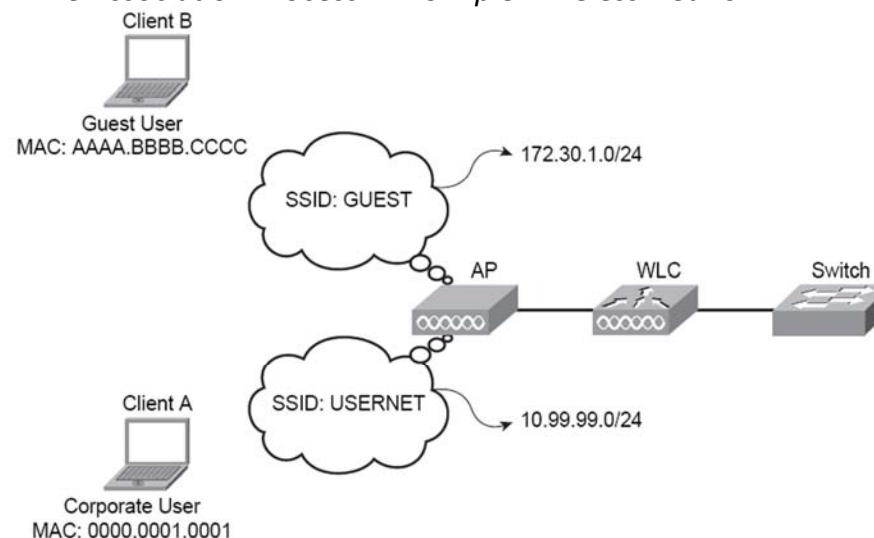 Client B
Guest User
MAC: AAAA.BBBB.CCCC
172.30.1.0/24
SSID: GUEST
AP
WLC
Switch
SSID: USERNET
10.99.99.0/24
Client A
Corporate User
MAC: 0000.0001.0001